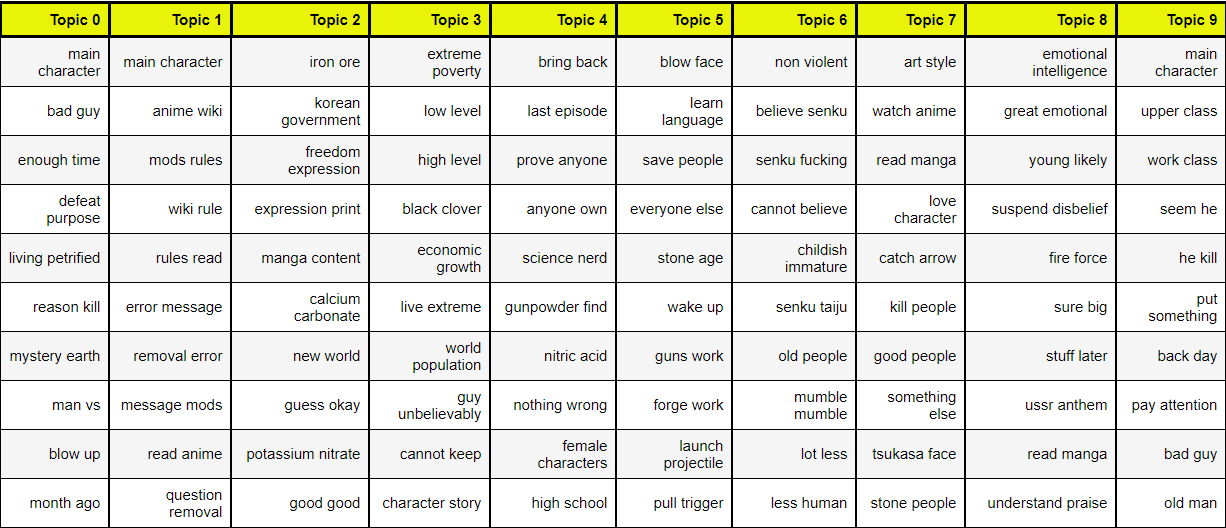 Topic 0 Topic 1 Topic 2 Topic 3 Topic 4 Topic 5 Topic 6 Topic 7 Topic 8 Topic 9
main character main character iron ore extreme poverty bring back blow face non violent art style emotional intelligence main character
bad guy anime wiki korean government low level last episode learn language believe senku watch anime great emotional upper class
enough time mods rules freedom expression high level prove anyone save people senku fucking read manga young likely work class
defeat purpose wiki rule expression print black clover anyone own everyone else cannot believe love character suspend disbelief seem he
living petrified rules read manga content economic growth science nerd stone age childish immature catch arrow fire force he kill
reason kill error message calcium carbonate live extreme gunpowder find wake up senku taiju kill people sure big put something
mystery earth removal error new world world population nitric acid guns work old people good people stuff later back day
man vs message mods guess okay guy unbelievably nothing wrong forge work mumble mumble something else ussr anthem pay attention
blow up read anime potassium nitrate cannot keep female characters launch projectile lot less tsukasa face read manga bad guy
month ago question removal good good character story high school pull trigger less human stone people understand praise old man